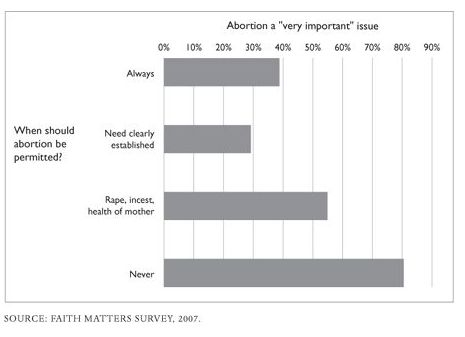 Abortion a "very important" issue
0% 10% 20% 30% 40% 50% 60% 70% 80% 90%
Always
When should
abortion be
permitted?
Need clearly
established
Rape, incest,
health of mother
Never
SOURCE: FAITH MATTERS SURVEY, 2007.